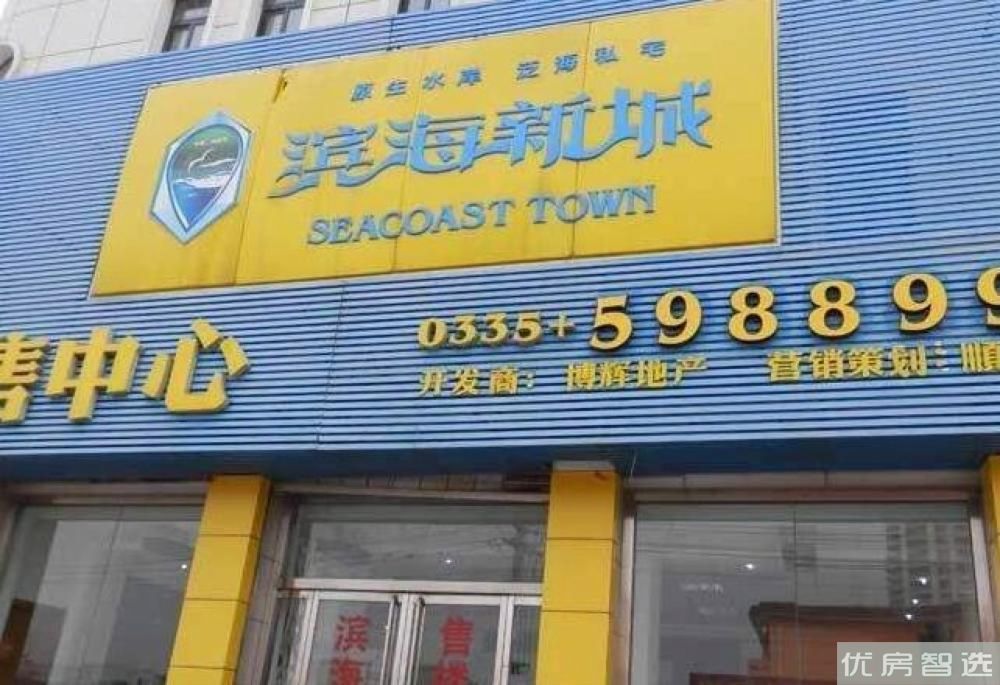 原生水岸 泛海私宅
滨海新城
SEACOAST TOWN
售中心
0335+598899
开发商：博辉地产 营销策划：順
滨海
售楼
优房智选